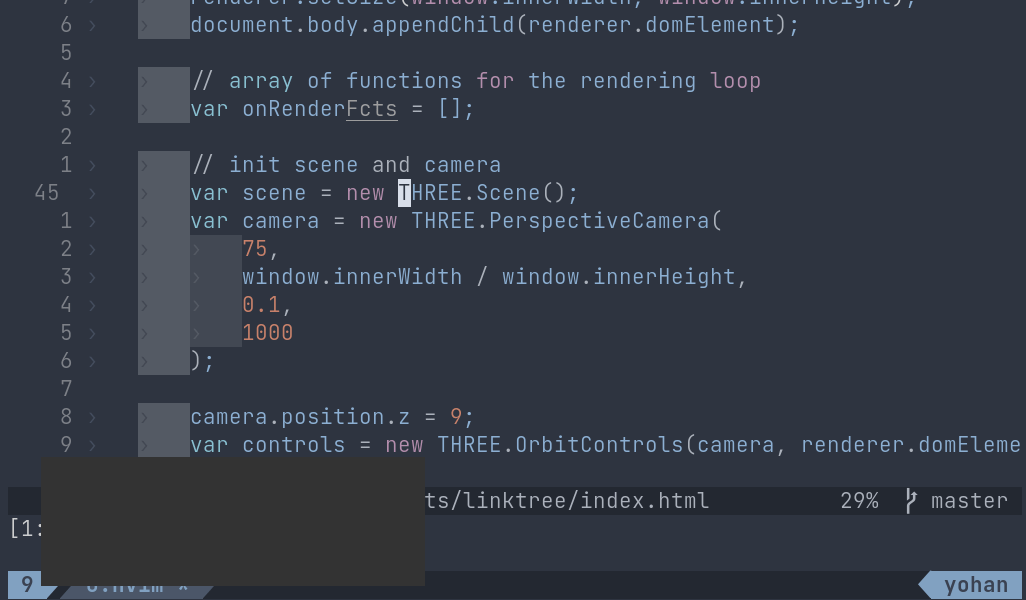 7 renderer.setSize(window.innerWidth, window.innerHeight);
6 document.body.appendChild(renderer.domElement);
5
4 // array of functions for the rendering loop
3 var onRenderFcts = [];
2
1 // init scene and camera
45 var scene = new THREE.Scene();
1 var camera = new THREE.PerspectiveCamera(
2 75,
3 window.innerWidth / window.innerHeight,
4 0.1,
5 1000
6 );
7
8 camera.position.z = 9;
9 var controls = new THREE.OrbitControls(camera, renderer.domEleme
ts/linktree/index.html 29% master
[1:
9 yohan